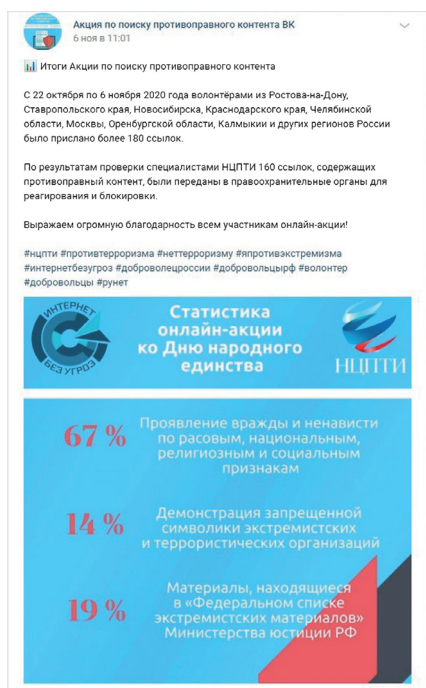 Акция по поиску противоправного контента ВК
6 ноя в 11:01
Итоги Акции по поиску противоправного контента
С 22 октября по 6 ноября 2020 года волонтёрами из Ростова-на-Дону,
Ставропольского края, Новосибирска, Краснодарского края, Челябинской
области, Москвы, Оренбургской области, Калмыкии и других регионов России
было прислано более 180 ссылок.
По результатам проверки специалистами НЦПТИ 160 ссылок, содержащих
противоправный контент, были переданы в правоохранительные органы для
реагирования и блокировки.
Выражаем огромную благодарность всем участникам онлайн-акции!
#нцпти #противтерроризма #неттерроризму #япротивэкстремизма
#интернетбезугроз #доброволецроссии #добровольцырф #волонтер
#добровольцы #рунет
ИНТЕРНЕТ
БЕЗ УГРОЗ
Статистика
онлайн-акции
ко Дню народного
единства
НЦПТИ
67 %
Проявление вражды и ненависти
по расовым, национальным,
религиозным и социальным
признакам
14 %
Демонстрация запрещенной
символики экстремистских
и террористических организаций
19 %
Материалы, находящиеся
в «Федеральном списке
экстремистских материалов»
Министерства юстиции РФ